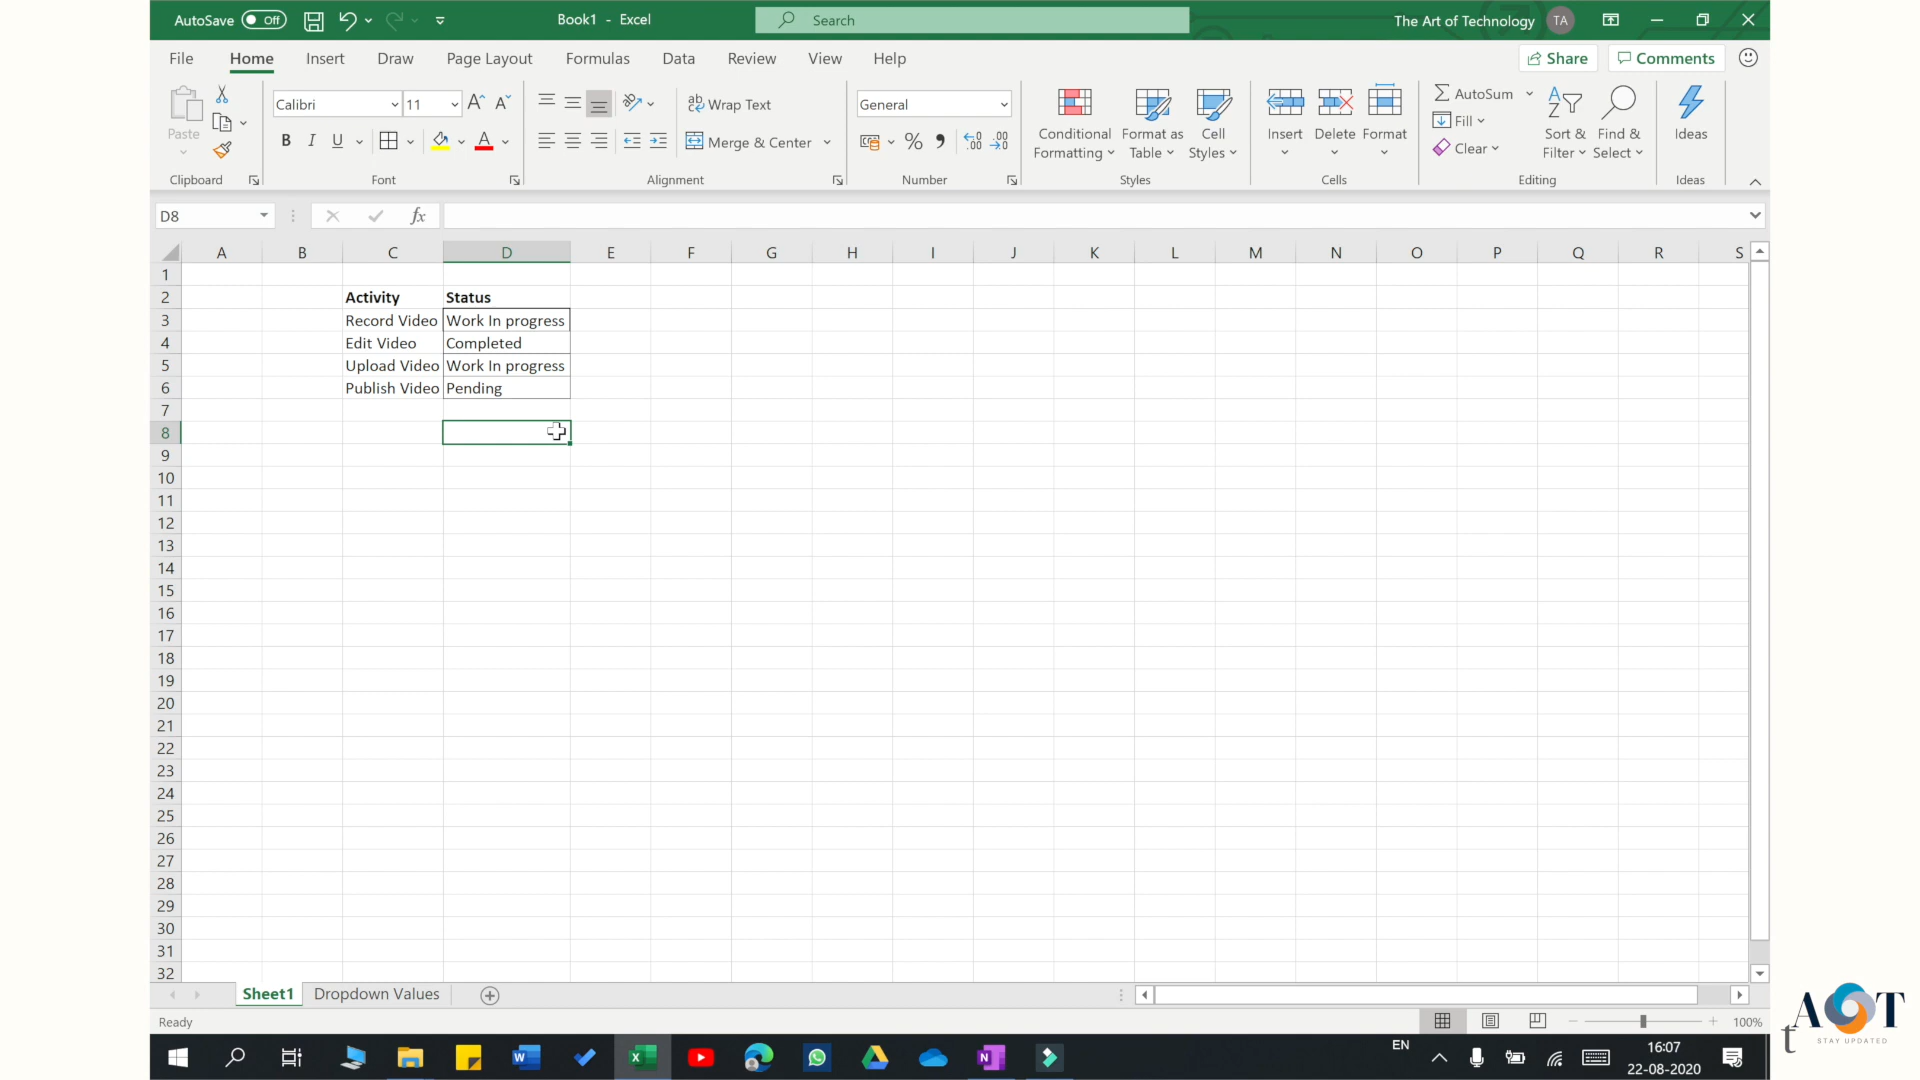 AutoSave Off Book1 - Excel Search The Art of Technology TA
File Home Insert Draw Page Layout Formulas Data Review View Help Share Comments
Paste Calibri 11 Wrap Text General Conditional Formatting Format as Table Cell Styles Insert Delete Format AutoSum Fill Clear Sort & Filter Find & Select Ideas
B I U A Merge & Center %
Clipboard Font Alignment Number Styles Cells Editing Ideas
D8 fx
A B C D E F G H I J K L M N O P Q R S
1
2 Activity Status
3 Record Video Work In progress
4 Edit Video Completed
5 Upload Video Work In progress
6 Publish Video Pending
7
8
9
10
11
12
13
14
15
16
17
18
19
20
21
22
23
24
25
26
27
28
29
30
31
32
Sheet1 Dropdown Values
Ready 100%
EN 16:07
22-08-2020
tAOT
STAY UPDATED